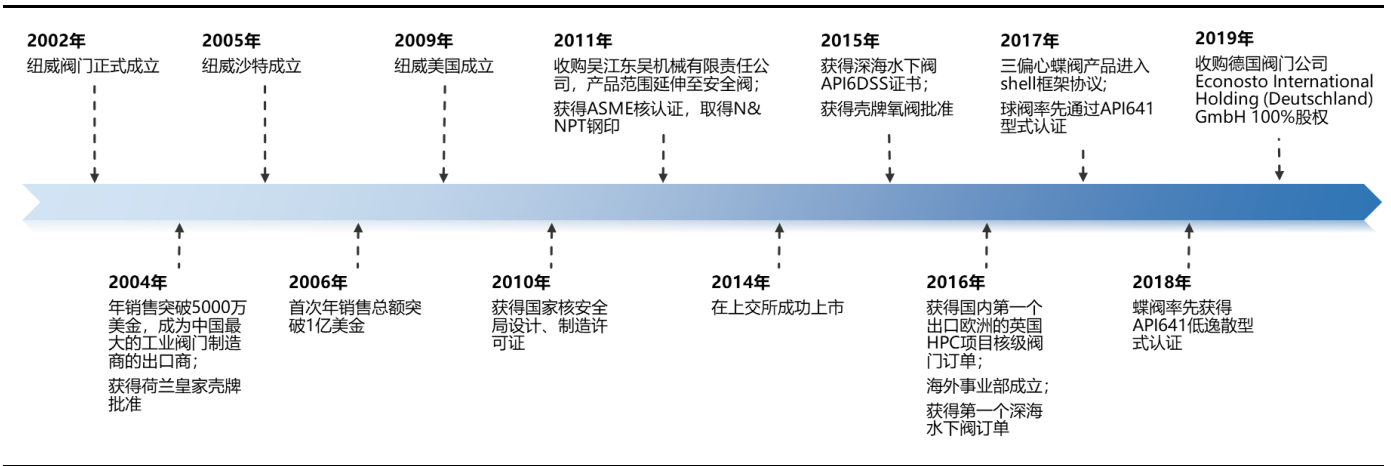 2002年
纽威阀门正式成立
2005年
纽威沙特成立
2009年
纽威美国成立
2011年
收购吴江东吴机械有限责任公
司，产品范围延伸至安全阀；
获得ASME核认证，取得N&
NPT钢印
2015年
获得深海水下阀
API6DSS证书；
获得壳牌氧阀批准
2017年
三偏心蝶阀产品进入
shell框架协议；
球阀率先通过API641
型式认证
2019年
收购德国阀门公司
Econosto International
Holding (Deutschland)
GmbH 100%股权
2004年
年销售突破5000万
美金，成为中国最
大的工业阀门制造
商的出口商；
获得荷兰皇家壳牌
批准
2006年
首次年销售总额突
破1亿美金
2010年
获得国家核安全
局设计、制造许
可证
2014年
在上交所成功上市
2016年
获得国内第一个
出口欧洲的英国
HPC项目核级阀
门订单；
海外事业部成立；
获得第一个深海
水下阀订单
2018年
蝶阀率先获得
API641低逸散型
式认证